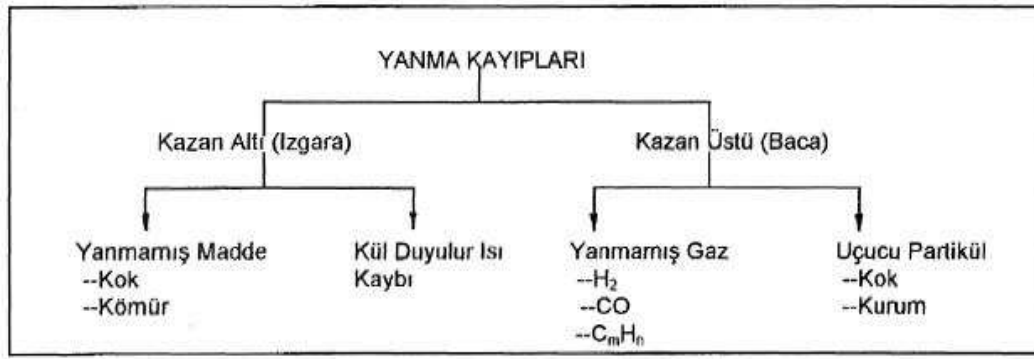 YANMA KAYIPLARI
Kazan Altı (Izgara)
Kazan Üstü (Baca)
Yanmamış Madde
--Kok
--Kömür
Kül Duyulur Isı
Kaybı
Yanmamış Gaz
--H₂
--CO
--CₘHₙ
Uçucu Partikül
--Kok
--Kurum